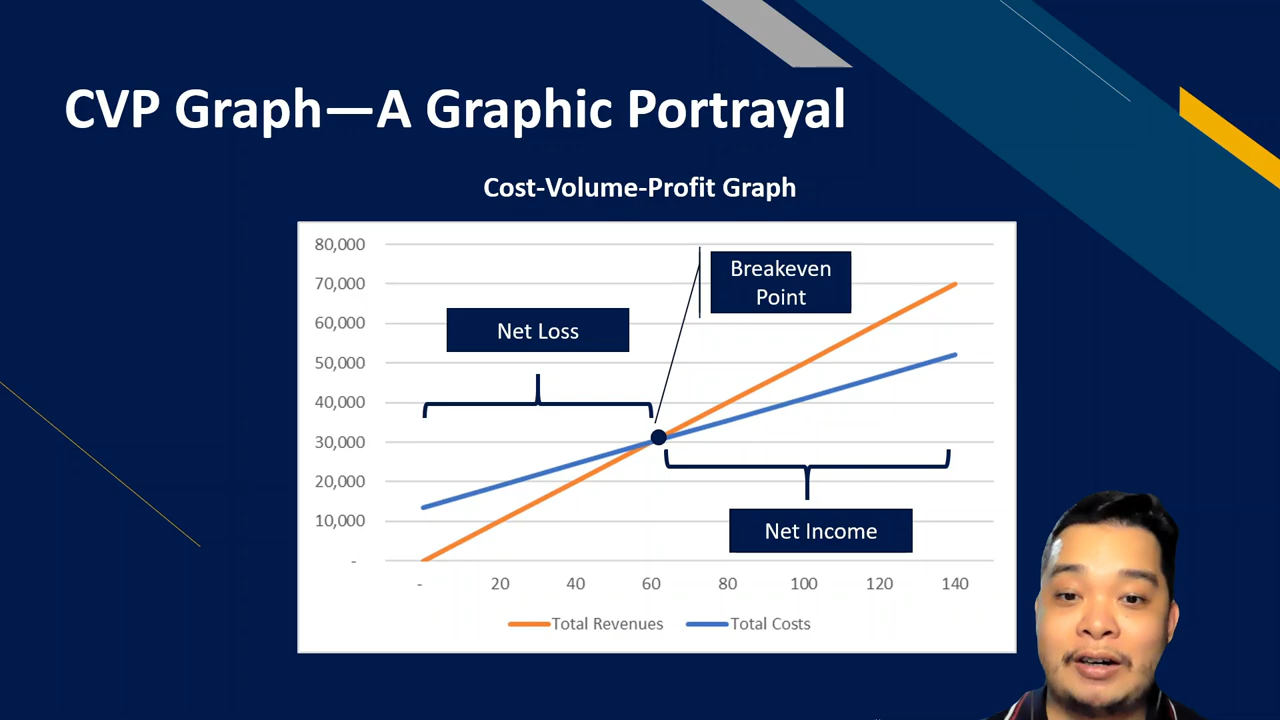 CVP Graph—A Graphic Portrayal
Cost-Volume-Profit Graph
80,000
70,000
60,000
50,000
40,000
30,000
20,000
10,000
-
Breakeven
Point
Net Loss
Net Income
- 20 40 60 80 100 120 140
Total Revenues Total Costs